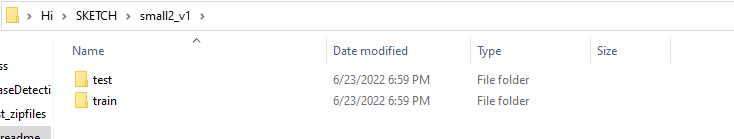 Hi > SKETCH > small2_v1
Name Date modified Type Size
ss
test 6/23/2022 6:59 PM File folder
aseDetecti
train 6/23/2022 6:59 PM File folder
t_zipfiles
readme